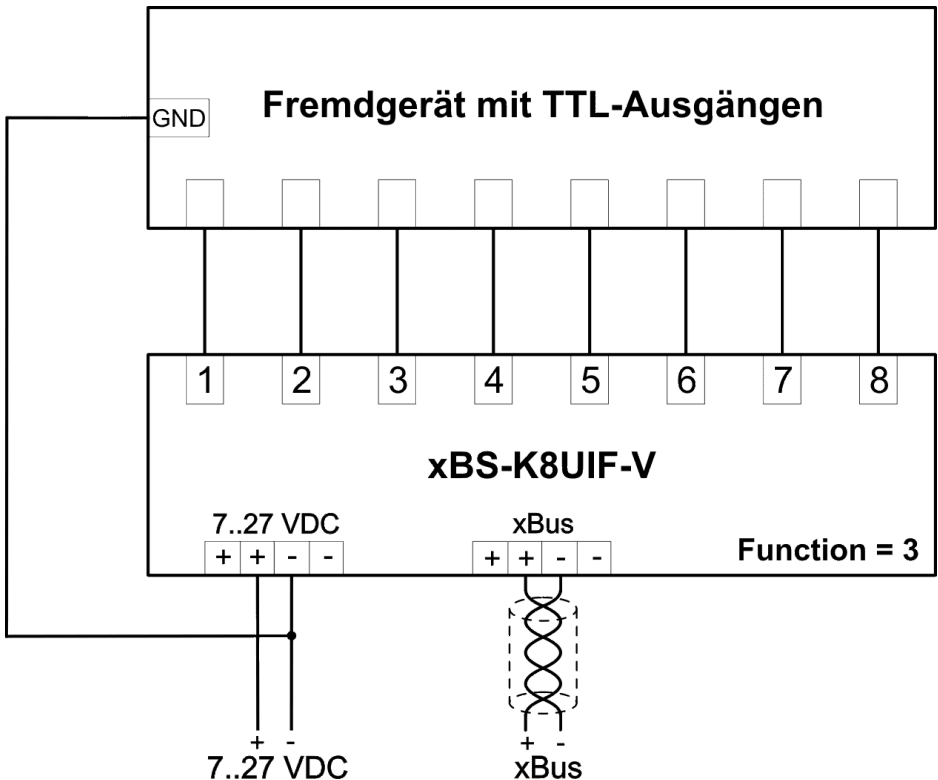 Fremdgerät mit TTL-Ausgängen
GND
1 2 3 4 5 6 7 8
xBS-K8UIF-V
7..27 VDC
xBus
+ + - -
+ + - -
Function = 3
+ -
+ -
7..27 VDC
xBus